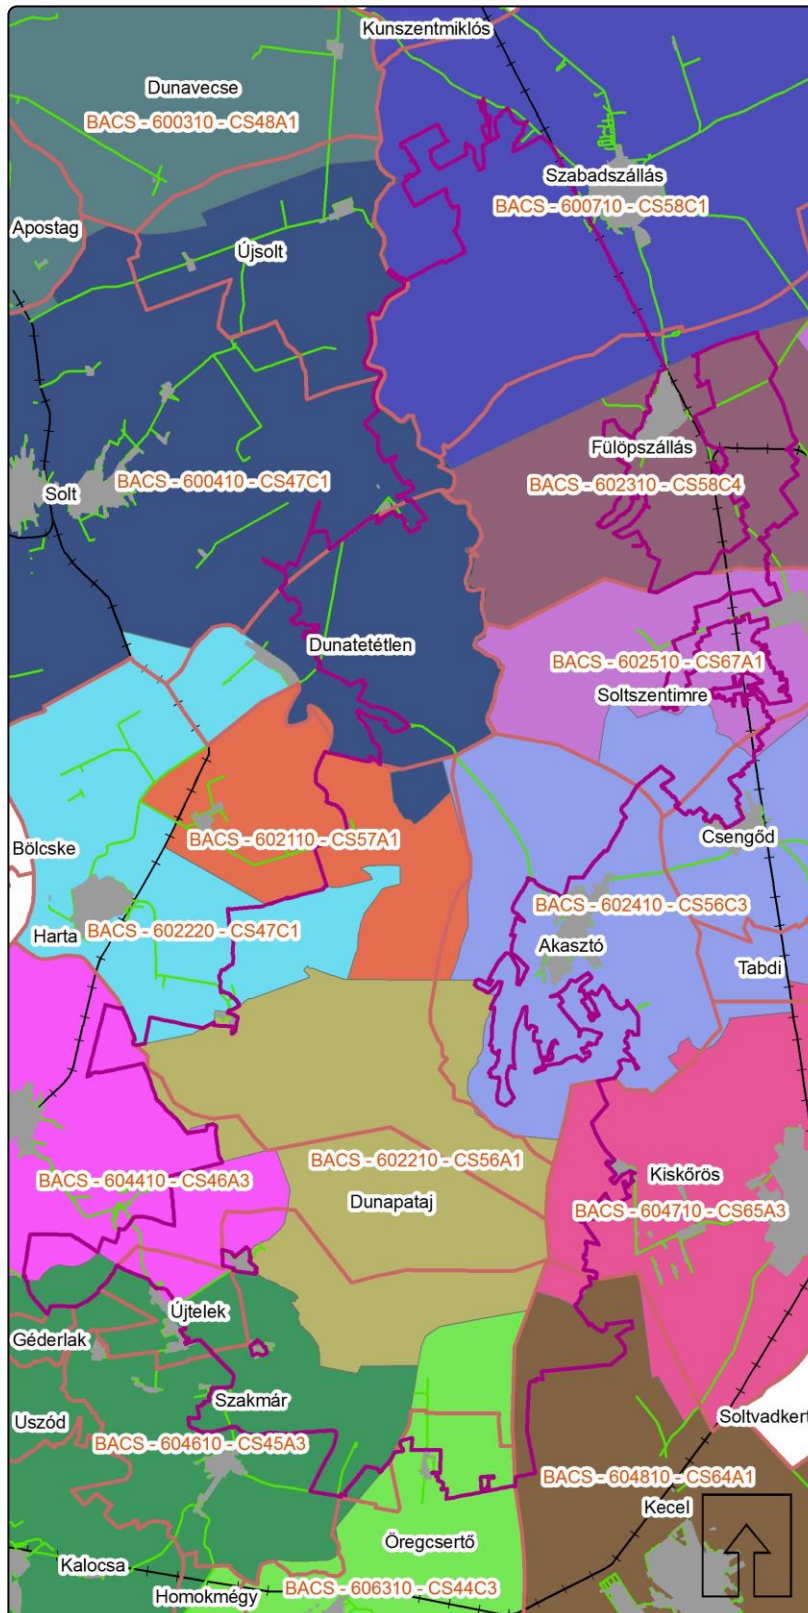 Kunszentmiklós
Dunavecse
BACS - 600310 - CS48A1
Szabadszállás
BACS - 600710 - CS58C1
Apostag
Újsolt
Fülöpszállás
BACS - 600410 - CS47C1
BACS - 602310 - CS58C4
Solt
Dunatetétlen
BACS - 602510 - CS67A1
Soltszentimre
BACS - 602110 - CS57A1
Csengőd
Bölcske
BACS - 602410 - CS56C3
Harta
BACS - 602220 - CS47C1
Akasztó
Tabdi
BACS - 602210 - CS56A1
Kiskőrös
BACS - 604410 - CS46A3
Dunapataj
BACS - 604710 - CS65A3
Újtelek
Géderlak
Szakmár
Soltvadkert
Uszód
BACS - 604610 - CS45A3
BACS - 604810 - CS64A1
Kecel
Öregcsertő
Kalocsa
BACS - 606310 - CS44C3
Homokmégy